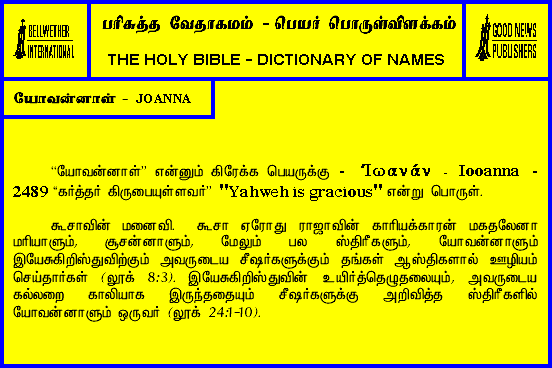 BELLWETHER
INTERNATIONAL
பரிசுத்த வேதாகமம் - பெயர் பொருள்விளக்கம்
THE HOLY BIBLE - DICTIONARY OF NAMES
GOOD NEWS
PUBLISHERS
யோவன்னாள் - JOANNA
“யோவன்னாள்” என்னும் கிரேக்க பெயருக்கு - Ἰωανάν - Iooanna -
2489 “கர்த்தர் கிருபையுள்ளவர்” "Yahweh is gracious" என்று பொருள்.
கூசாவின் மனைவி. கூசா ஏரோது ராஜாவின் காரியக்காரன் மகதலேனா
மரியாளும், சூசன்னாளும், மேலும் பல ஸ்திரீகளும், யோவன்னாளும்
இயேசுகிறிஸ்துவிற்கும் அவருடைய சீஷர்களுக்கும் தங்கள் ஆஸ்திகளால் ஊழியம்
செய்தார்கள் (லூக் 8:3). இயேசுகிறிஸ்துவின் உயிர்த்தெழுதலையும், அவருடைய
கல்லறை காலியாக இருந்ததையும் சீஷர்களுக்கு அறிவித்த ஸ்திரீகளில்
யோவன்னாளும் ஒருவர் (லூக் 24:1-10).